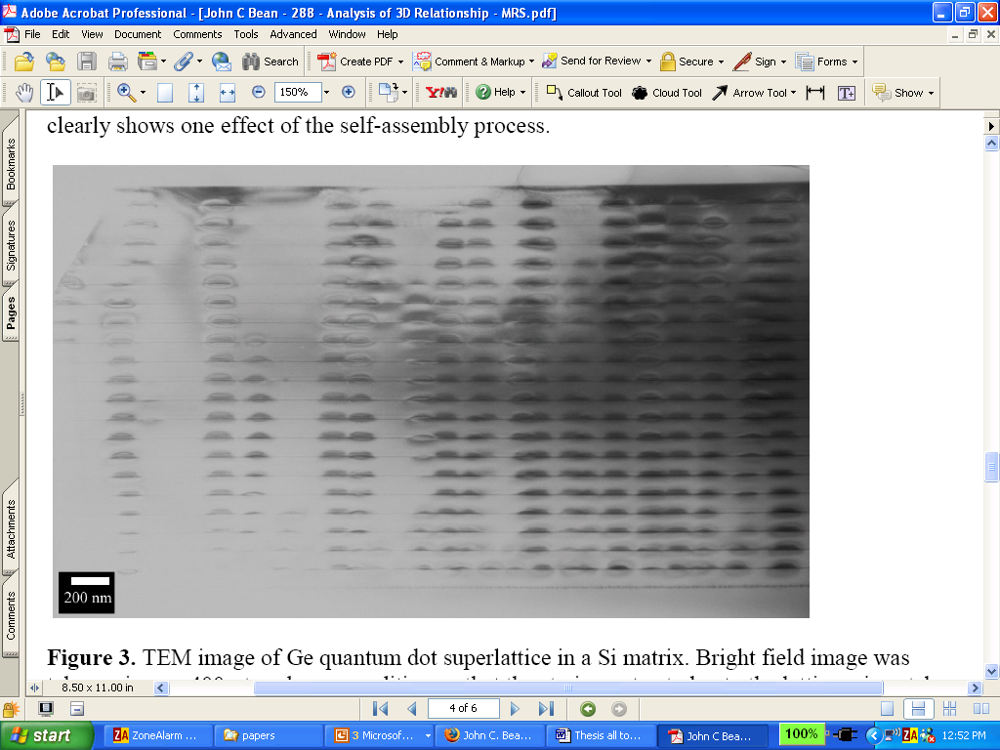 Adobe Acrobat Professional - [John C Bean - 288 - Analysis of 3D Relationship - MRS.pdf]
File Edit View Document Comments Tools Advanced Window Help
Search Create PDF Comment & Markup Send for Review Secure Sign Forms
150% Y! Help Callout Tool Cloud Tool Arrow Tool T Show
Bookmarks
Signatures
Pages
Attachments
Comments
clearly shows one effect of the self-assembly process.
200 nm
Figure 3. TEM image of Ge quantum dot superlattice in a Si matrix. Bright field image was
8.50 x 11.00 in
4 of 6
start ZA ZoneAlarm ... papers 3 Microsof... John C. Bea... Thesis all to... John C Bea... 100% ZA 12:52 PM